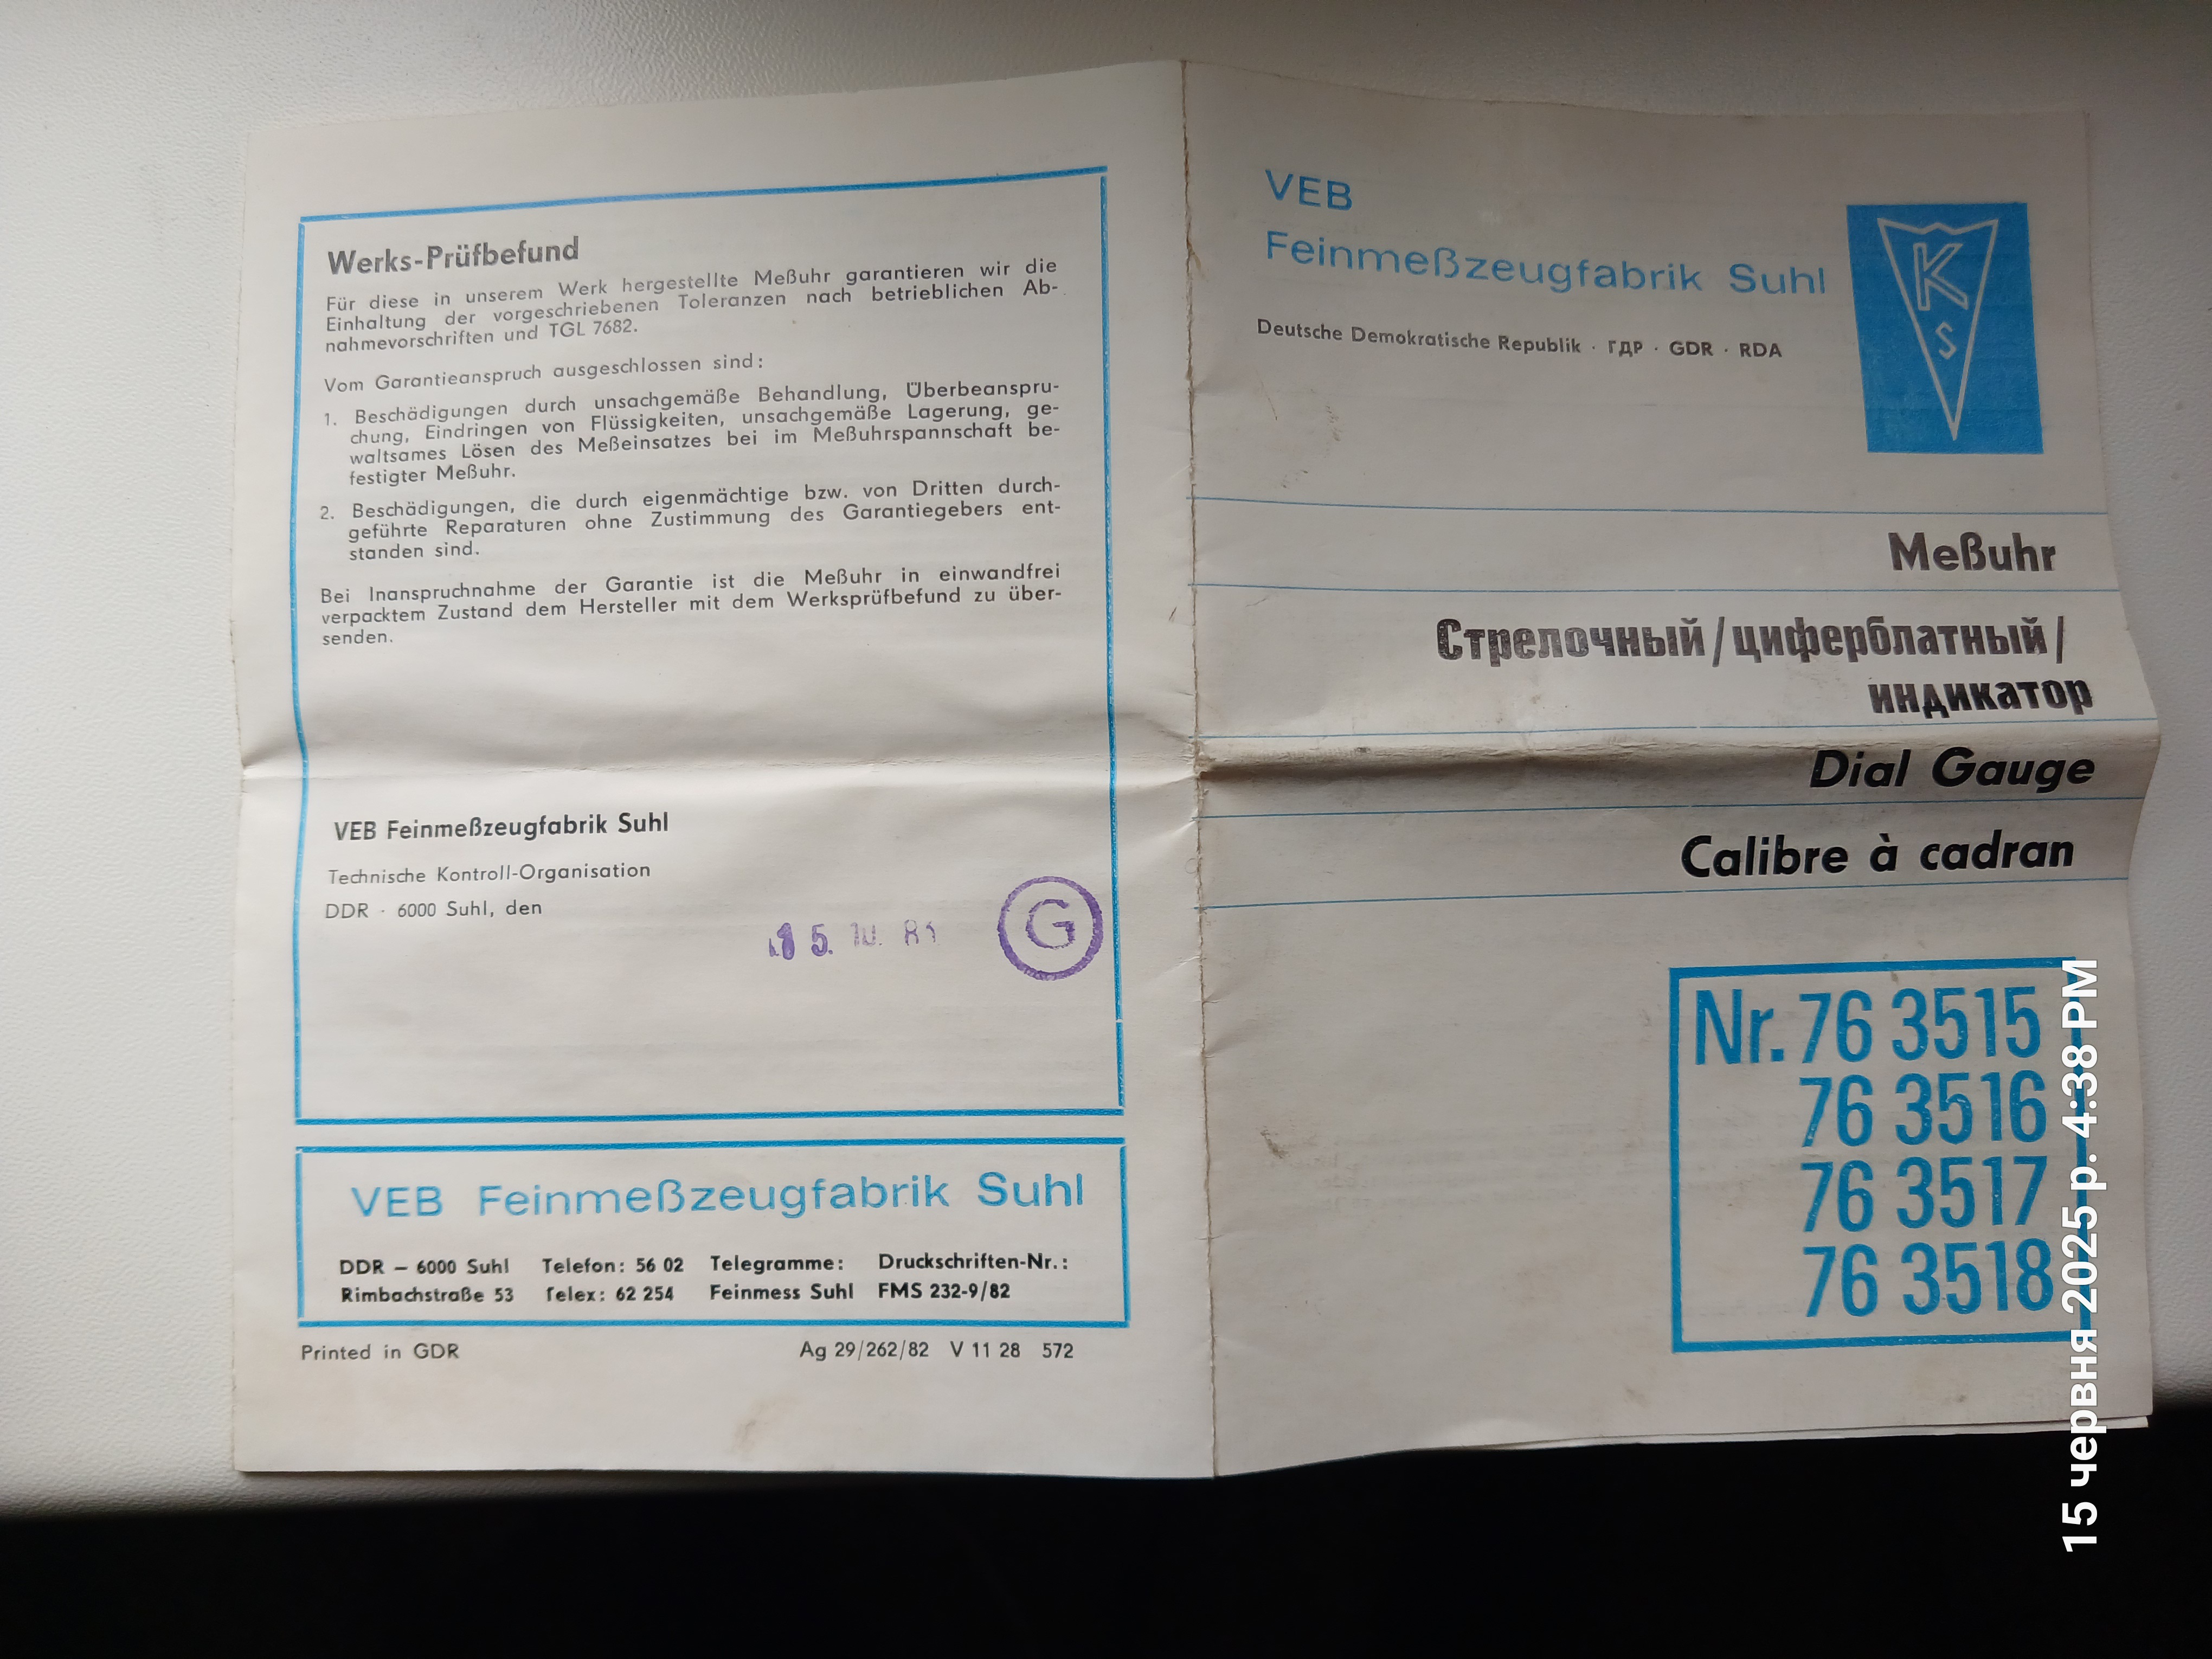 Werks-Prüfbefund
Für diese in unserem Werk hergestellte Meßuhr garantieren wir die
Einhaltung der vorgeschriebenen Toleranzen nach betrieblichen Ab-
nahmevorschriften und TGL 7682.
Vom Garantieanspruch ausgeschlossen sind:
1. Beschädigungen durch unsachgemäße Behandlung, Überbeanspru-
chung, Eindringen von Flüssigkeiten, unsachgemäße Lagerung, ge-
waltsames Lösen des Meßeinsatzes bei im Meßuhrspannschaft be-
festigter Meßuhr.
2. Beschädigungen, die durch eigenmächtige bzw. von Dritten durch-
geführte Reparaturen ohne Zustimmung des Garantiegebers ent-
standen sind.
Bei Inanspruchnahme der Garantie ist die Meßuhr in einwandfrei
verpacktem Zustand dem Hersteller mit dem Werksprüfbefund zu über-
senden.
VEB Feinmeßzeugfabrik Suhl
Technische Kontroll-Organisation
DDR - 6000 Suhl, den
G
VEB Feinmeßzeugfabrik Suhl
DDR – 6000 Suhl Telefon: 56 02 Telegramme: Druckschriften-Nr.:
Rimbachstraße 53 Telex: 62 254 Feinmess Suhl FMS 232-9/82
Printed in GDR Ag 29/262/82 V 11 28 572
VEB
Feinmeßzeugfabrik Suhl
Deutsche Demokratische Republik · ГДР · GDR · RDA
K
S
Meßuhr
Стрелочный/циферблатный/
индикатор
Dial Gauge
Calibre à cadran
Nr. 76 3515
76 3516
76 3517
76 3518
15 червня 2025 р. 4:38 PM